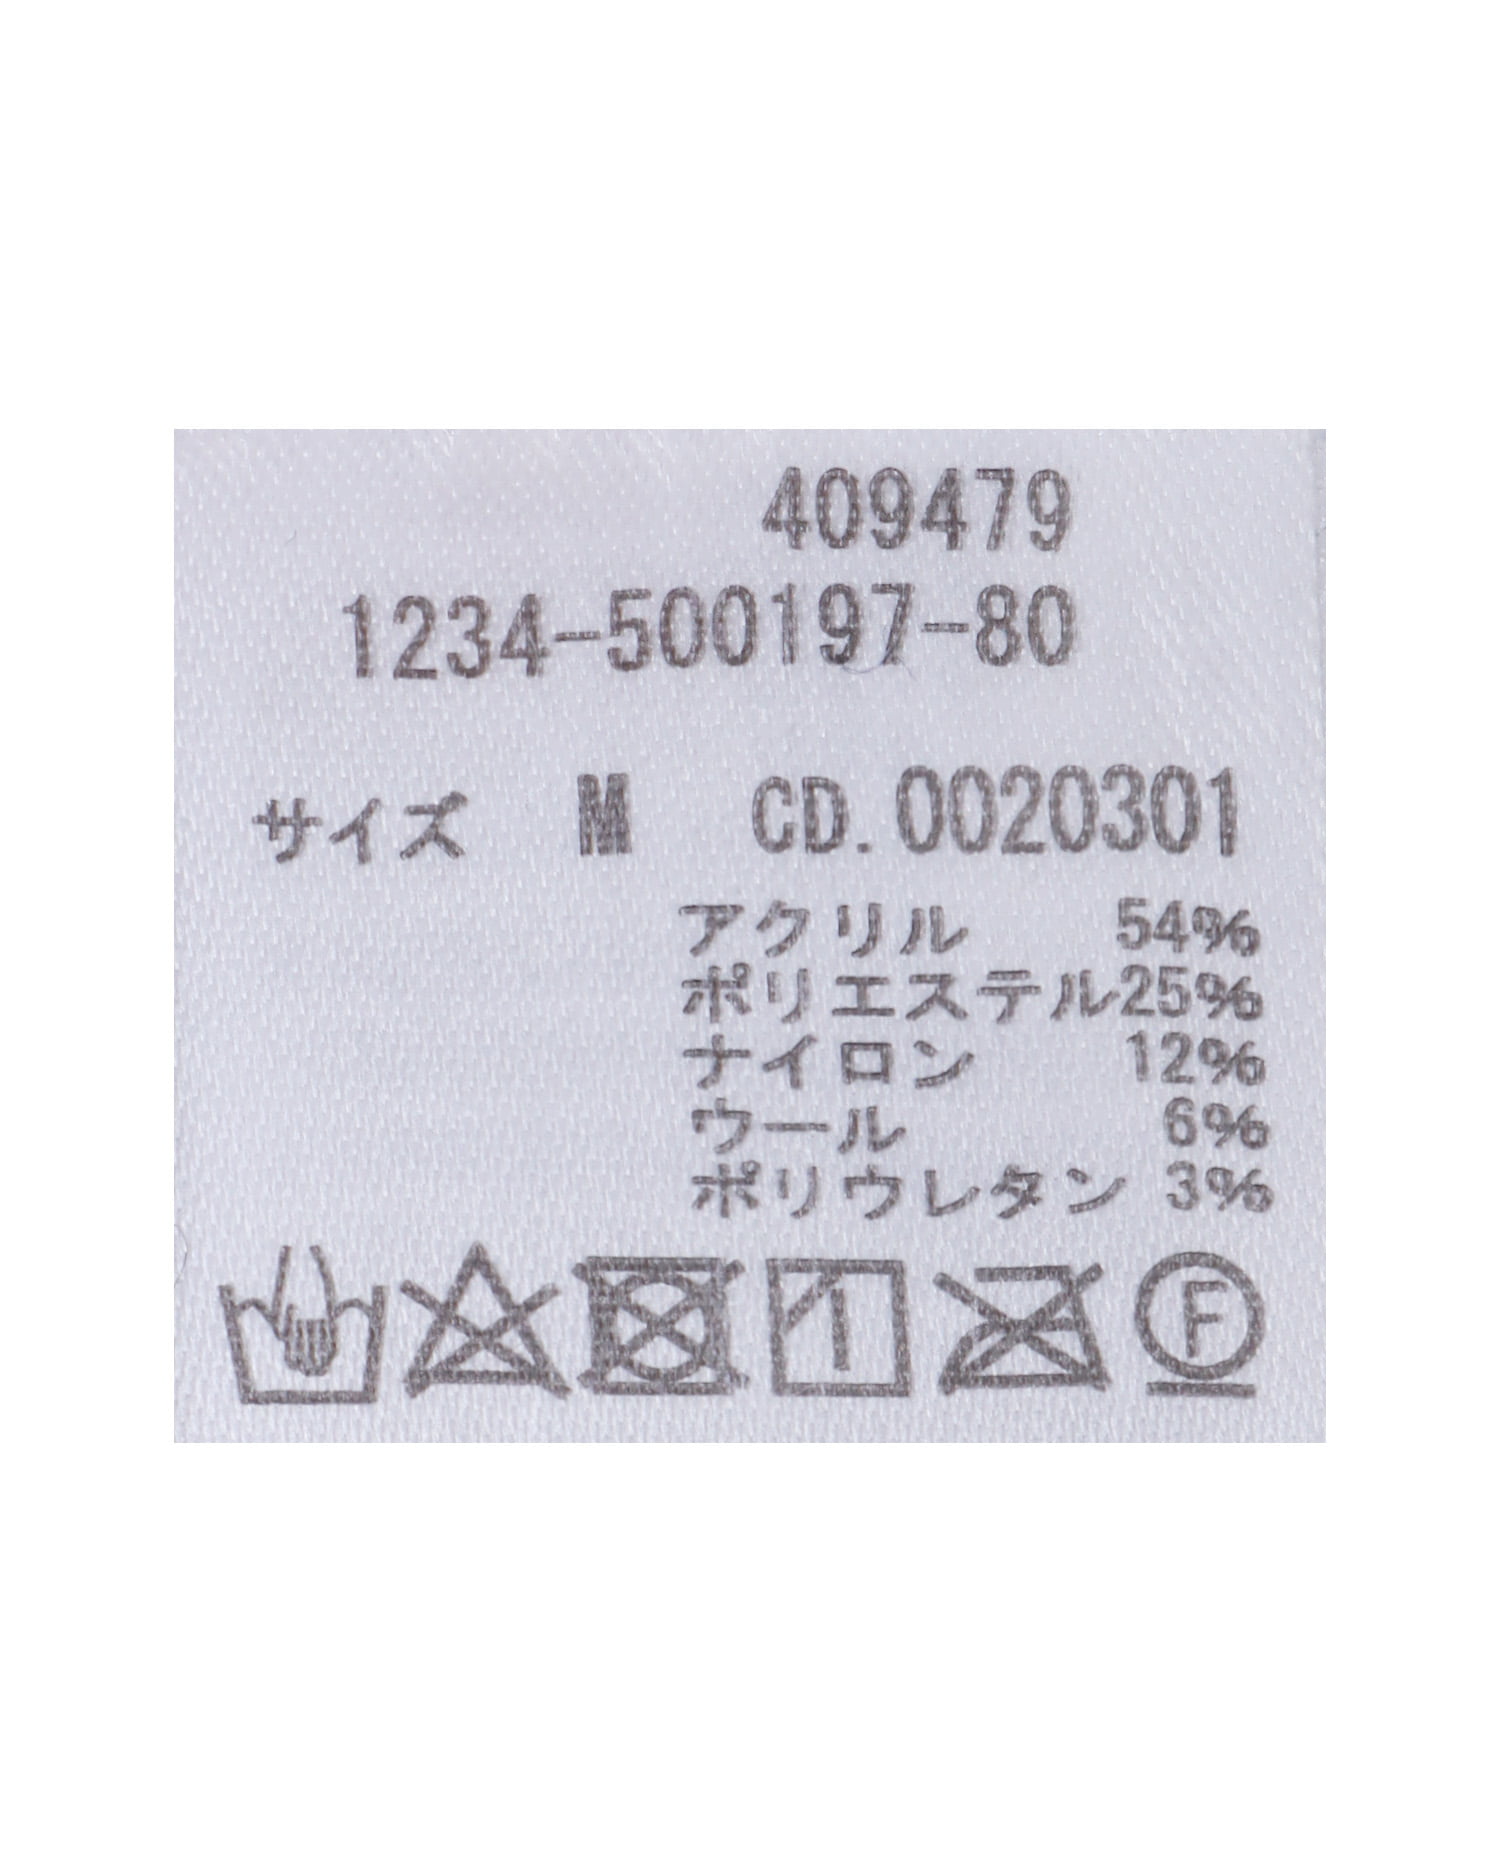 409479
1234-500197-80
サイズ M CD.0020301
アクリル 54%
ポリエステル25%
ナイロン 12%
ウール 6%
ポリウレタン 3%
F